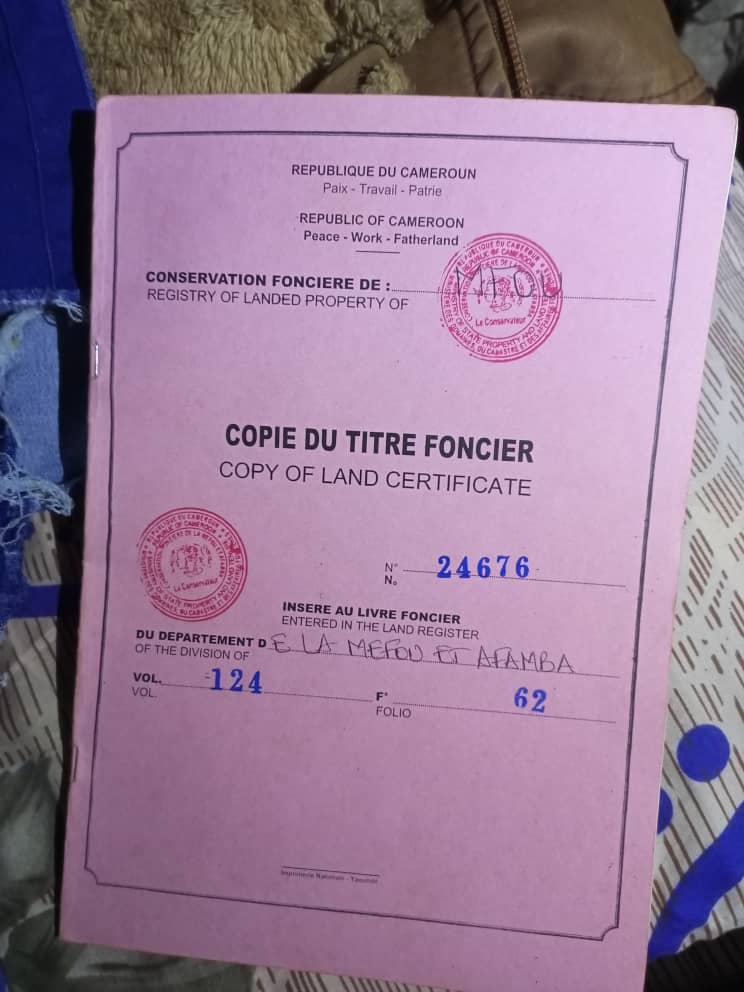 REPUBLIQUE DU CAMEROUN
Paix - Travail - Patrie
REPUBLIC OF CAMEROON
Peace - Work - Fatherland
CONSERVATION FONCIERE DE :
REGISTRY OF LANDED PROPERTY OF
Le Conservateur
COPIE DU TITRE FONCIER
COPY OF LAND CERTIFICATE
N° 24676
N°.
Le Conservateur
INSERE AU LIVRE FONCIER
ENTERED IN THE LAND REGISTER
DU DEPARTEMENT D E LA MEFOU ET AFAMBA
OF THE DIVISION OF
VOL. 124 F° 62
VOL. FOLIO
Imprimerie Nationale - Yaoundé